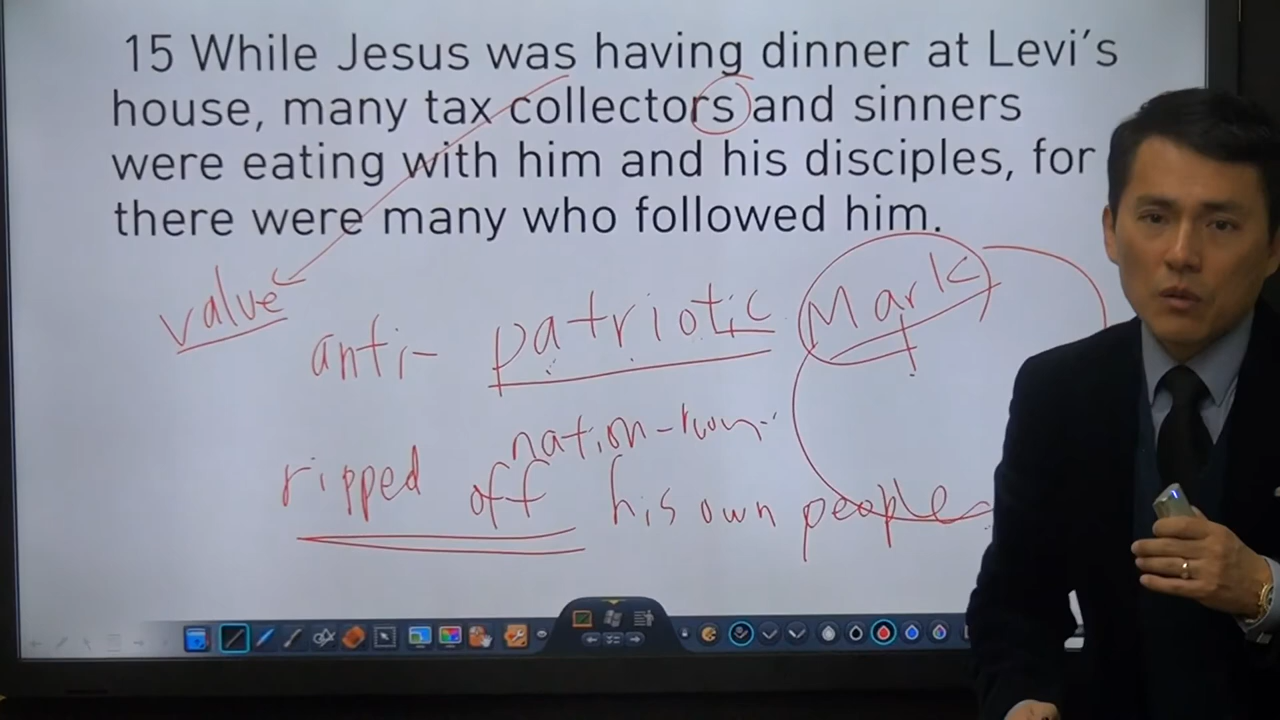 15 While Jesus was having dinner at Levi's
house, many tax collectors and sinners
were eating with him and his disciples, for
there were many who followed him.
value
anti- patriotic Mark
nation-
ripped off his own people